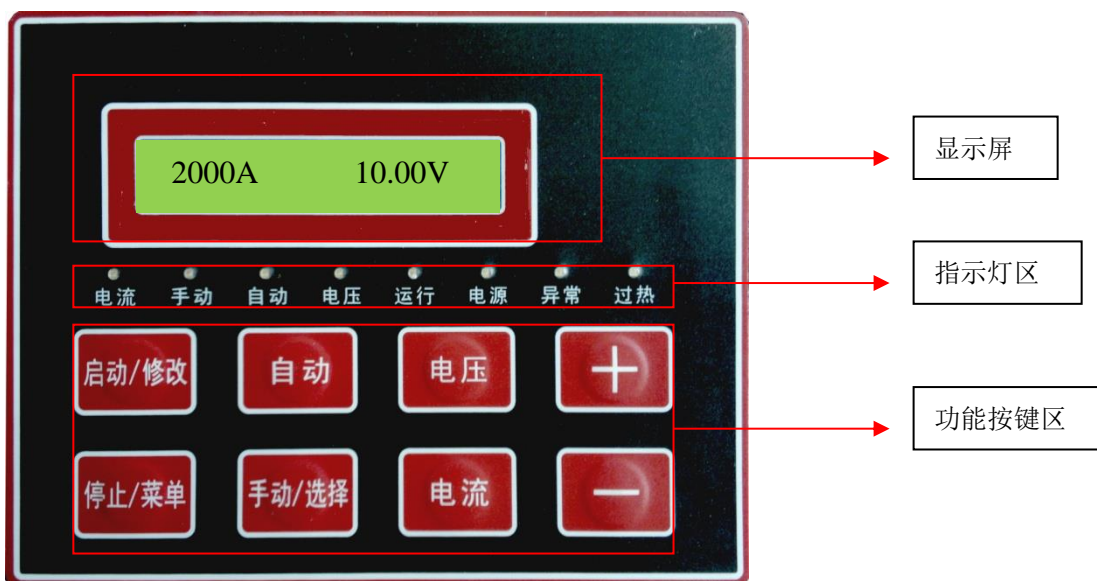 2000A 10.00V
显示屏
电流 手动 自动 电压 运行 电源 异常 过热
指示灯区
启动/修改 自动 电压 +
功能按键区
停止/菜单 手动/选择 电流 -